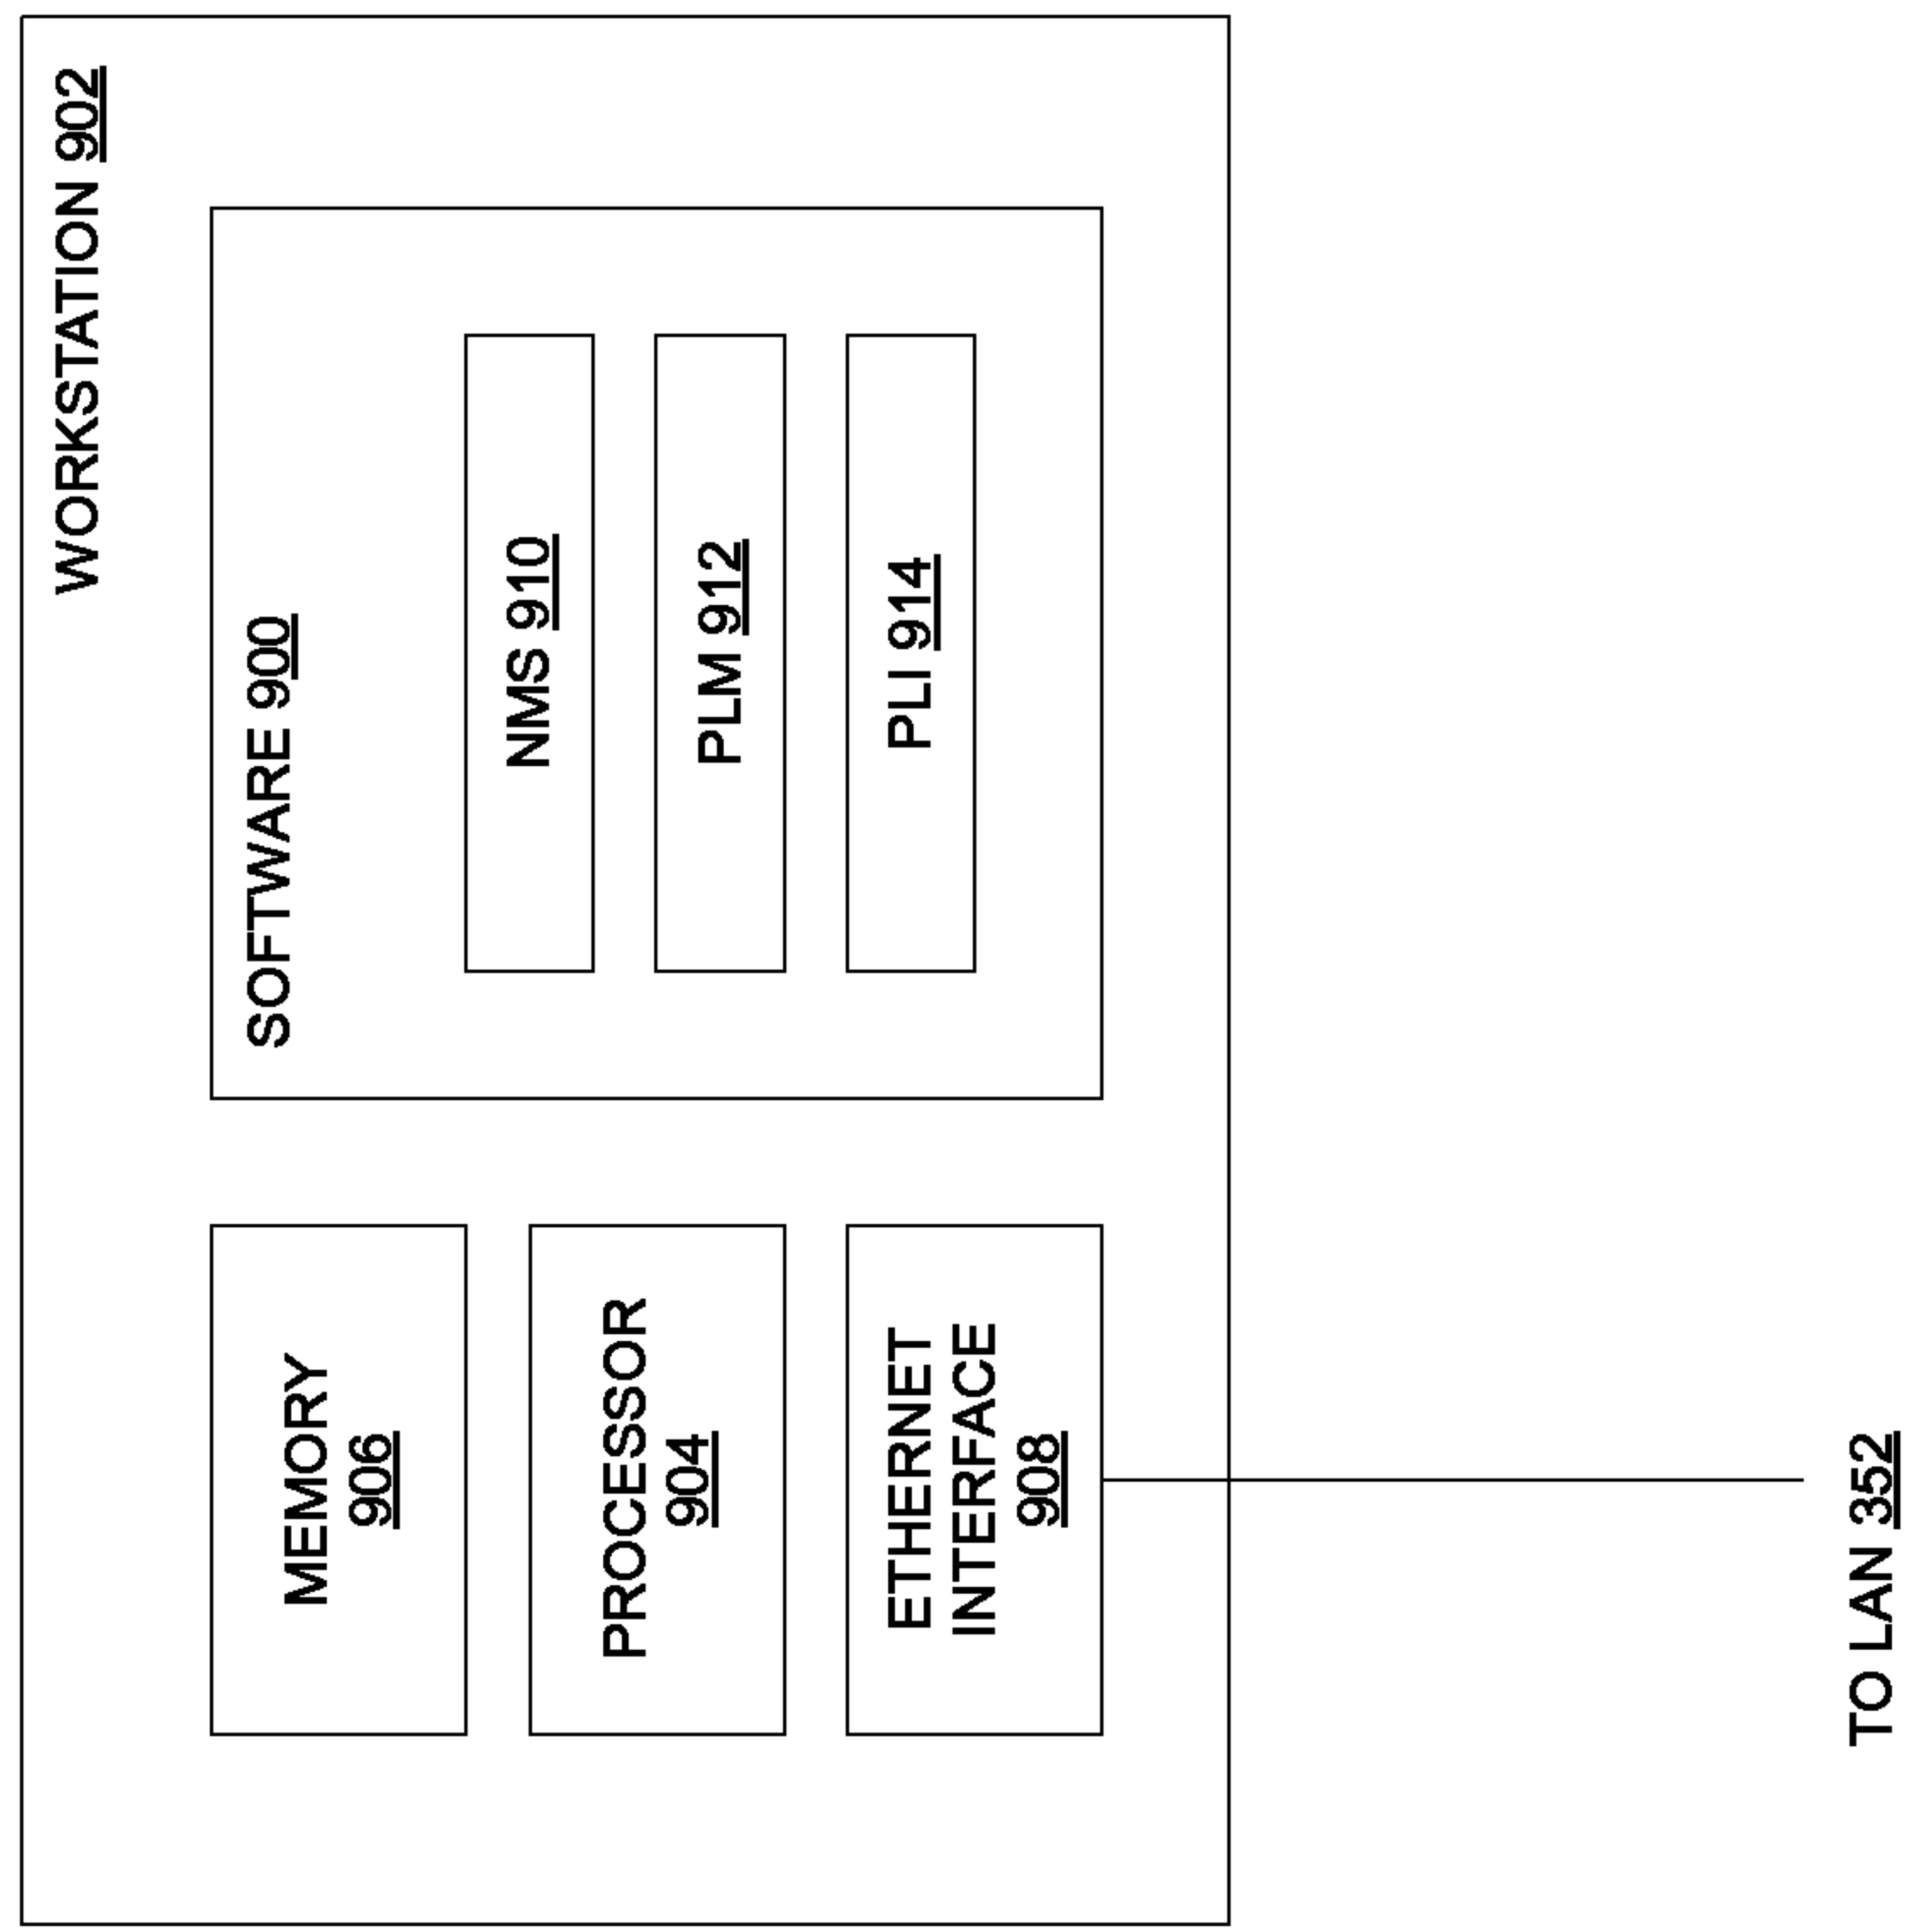 WORKSTATION 902
SOFTWARE 900
NMS 910
PLM 912
PLI 914
MEMORY
906
PROCESSOR
904
ETHERNET
INTERFACE
908
TO LAN 352